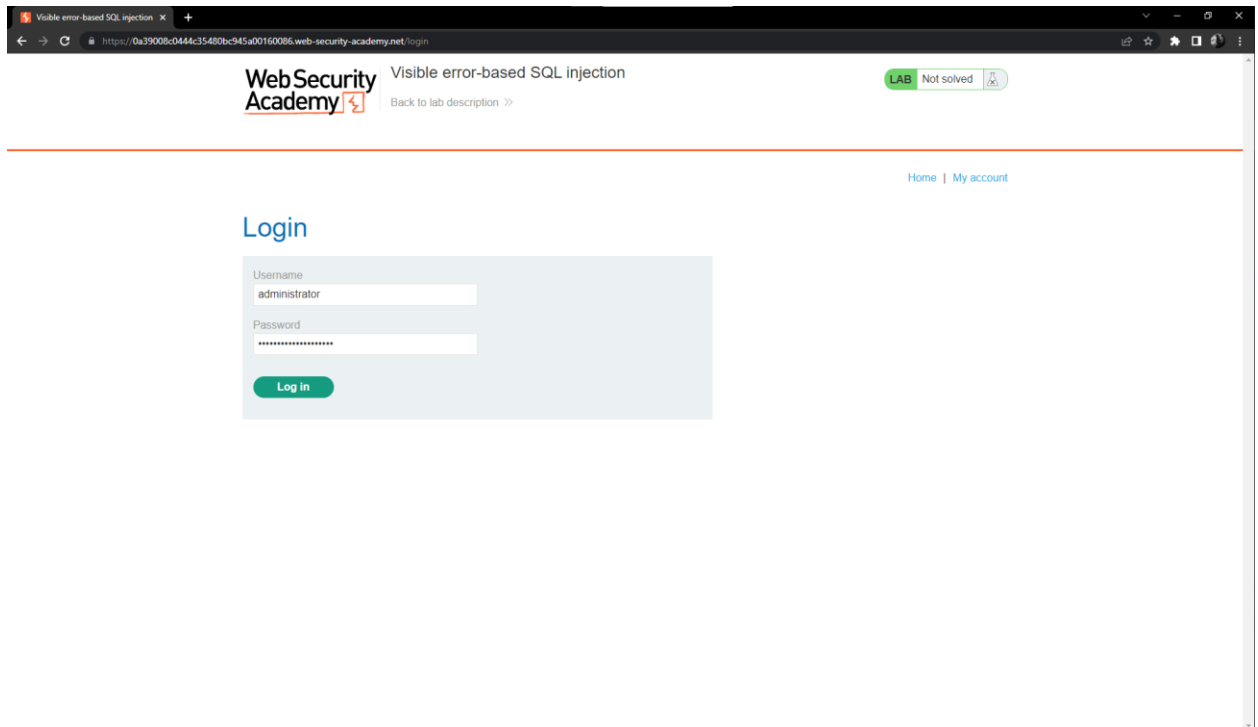 Visible error-based SQL injection
https://0a39008c0444c35480bc945a00160086.web-security-academy.net/login
Web Security
Academy
Visible error-based SQL injection
Back to lab description
LAB Not solved
Home | My account
Login
Username
administrator
Password
••••••••••••••••••••
Log in